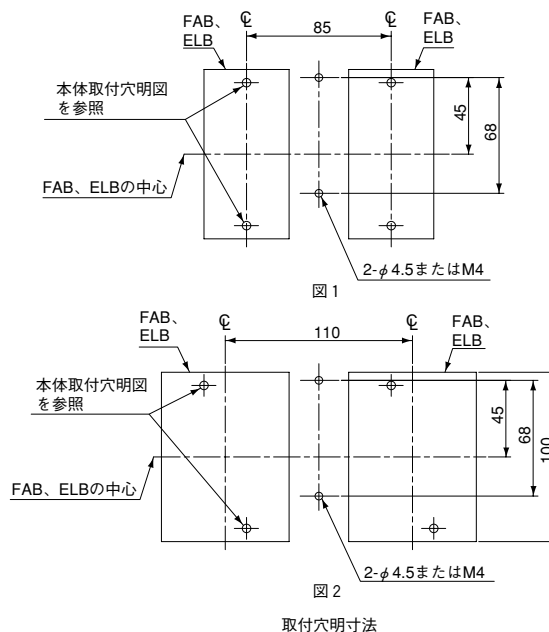 FAB、
ELB
℄
85
℄
FAB、
ELB
本体取付穴明図
を参照
45
68
FAB、ELBの中心
2-φ4.5またはM4
図1
FAB、
ELB
℄
110
℄
FAB、
ELB
本体取付穴明図
を参照
45
68
100
FAB、ELBの中心
2-φ4.5またはM4
図2
取付穴明寸法